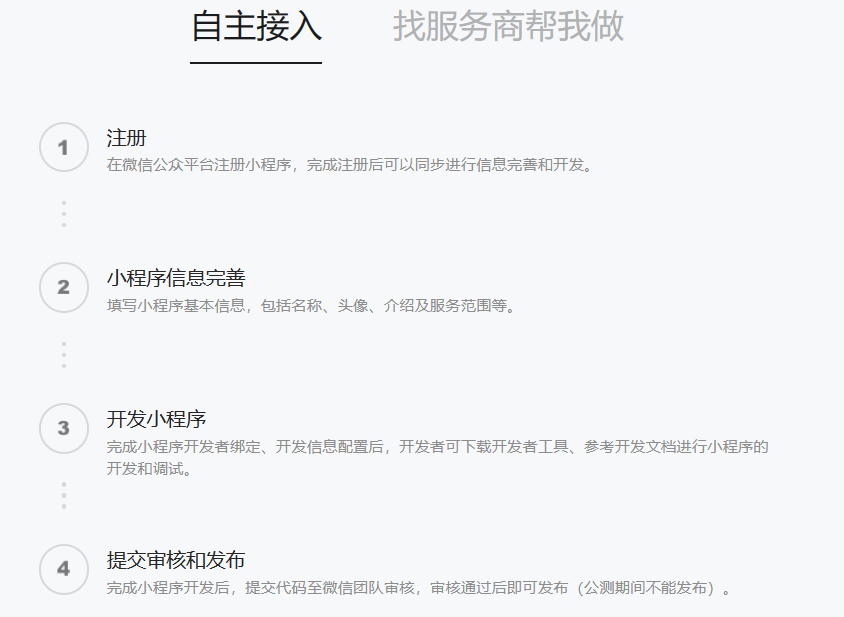 自主接入 找服务商帮我做
1 注册
在微信公众平台注册小程序，完成注册后可以同步进行信息完善和开发。
2 小程序信息完善
填写小程序基本信息，包括名称、头像、介绍及服务范围等。
3 开发小程序
完成小程序开发者绑定、开发信息配置后，开发者可下载开发者工具、参考开发文档进行小程序的
开发和调试。
4 提交审核和发布
完成小程序开发后，提交代码至微信团队审核，审核通过后即可发布（公测期间不能发布）。